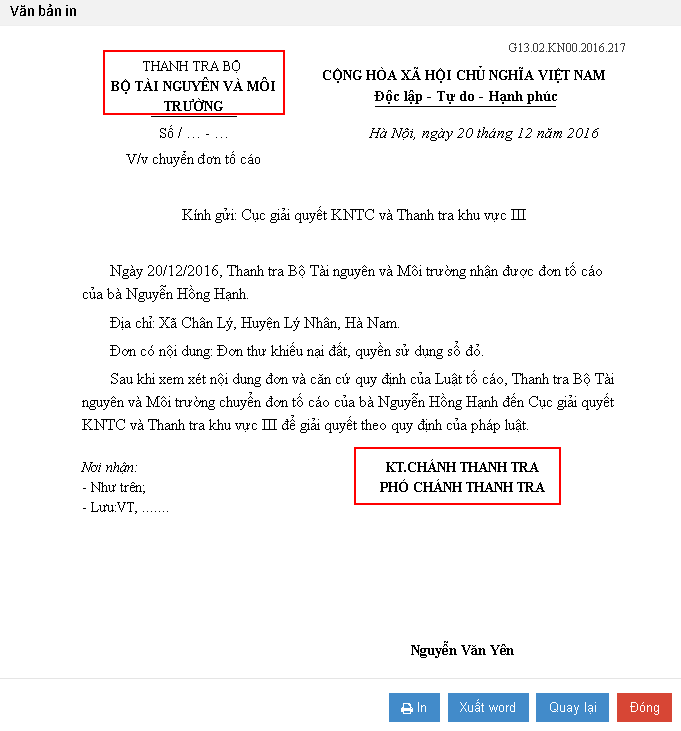 Văn bản in
G13.02.KN00.2016.217
THANH TRA BỘ
BỘ TÀI NGUYÊN VÀ MÔI
TRƯỜNG
CỘNG HÒA XÃ HỘI CHỦ NGHĨA VIỆT NAM
Độc lập - Tự do - Hạnh phúc
Số / … - …
Hà Nội, ngày 20 tháng 12 năm 2016
V/v chuyển đơn tố cáo
Kính gửi: Cục giải quyết KNTC và Thanh tra khu vực III
Ngày 20/12/2016, Thanh tra Bộ Tài nguyên và Môi trường nhận được đơn tố cáo
của bà Nguyễn Hồng Hạnh.
Địa chỉ: Xã Chân Lý, Huyện Lý Nhân, Hà Nam.
Đơn có nội dung: Đơn thư khiếu nại đất, quyền sử dụng sổ đỏ.
Sau khi xem xét nội dung đơn và căn cứ quy định của Luật tố cáo, Thanh tra Bộ Tài
nguyên và Môi trường chuyển đơn tố cáo của bà Nguyễn Hồng Hạnh đến Cục giải quyết
KNTC và Thanh tra khu vực III để giải quyết theo quy định của pháp luật.
Nơi nhận:
- Như trên;
- Lưu:VT, .......
KT.CHÁNH THANH TRA
PHÓ CHÁNH THANH TRA
Nguyễn Văn Yên
In
Xuất word
Quay lại
Đóng